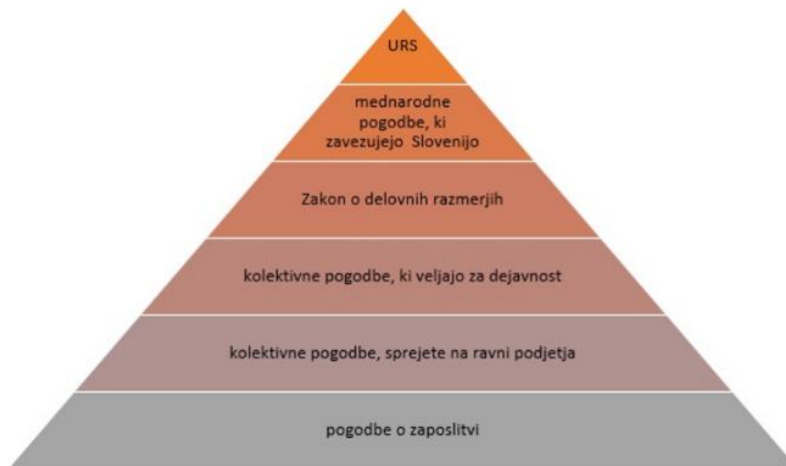 URS
mednarodne
pogodbe, ki
zavezujejo Slovenijo
Zakon o delovnih razmerjih
kolektivne pogodbe, ki veljajo za dejavnost
kolektivne pogodbe, sprejete na ravni podjetja
pogodbe o zaposlitvi